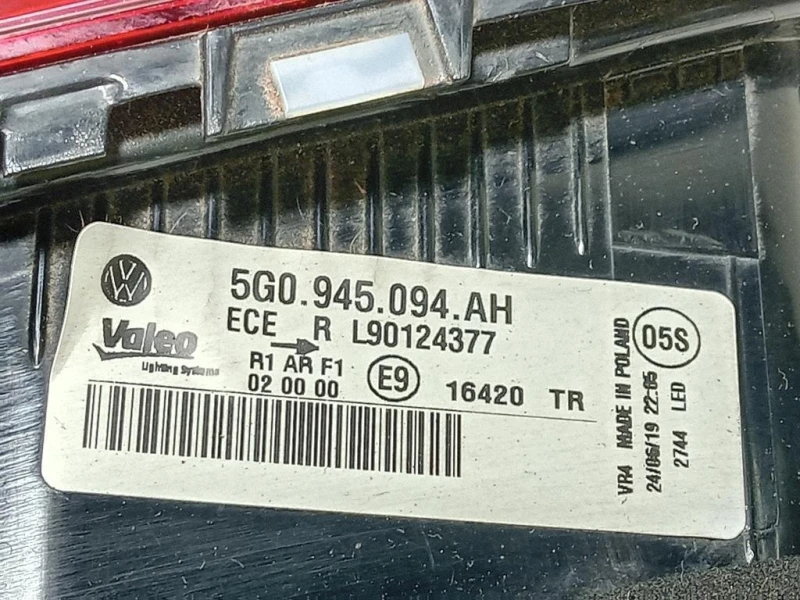 5G0.945.094.AH
Valeo
Lighting Systems
ECE R L90124377
R1 AR F1
02 00 00
E9
16420 TR
VR4 MADE IN POLAND
24/06/19 22:05
2744 LED
05S